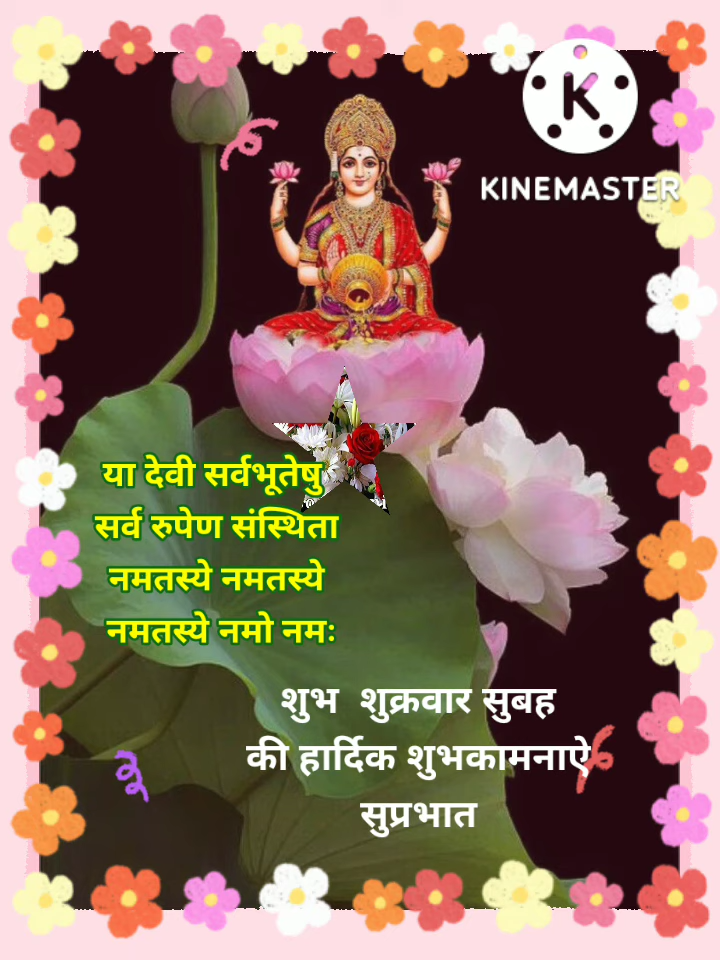 K
KINEMASTER
या देवी सर्वभूतेषु
सर्व रुपेण संस्थिता
नमतस्ये नमतस्ये
नमतस्ये नमो नमः
शुभ शुक्रवार सुबह
की हार्दिक शुभकामनाऐ
सुप्रभात